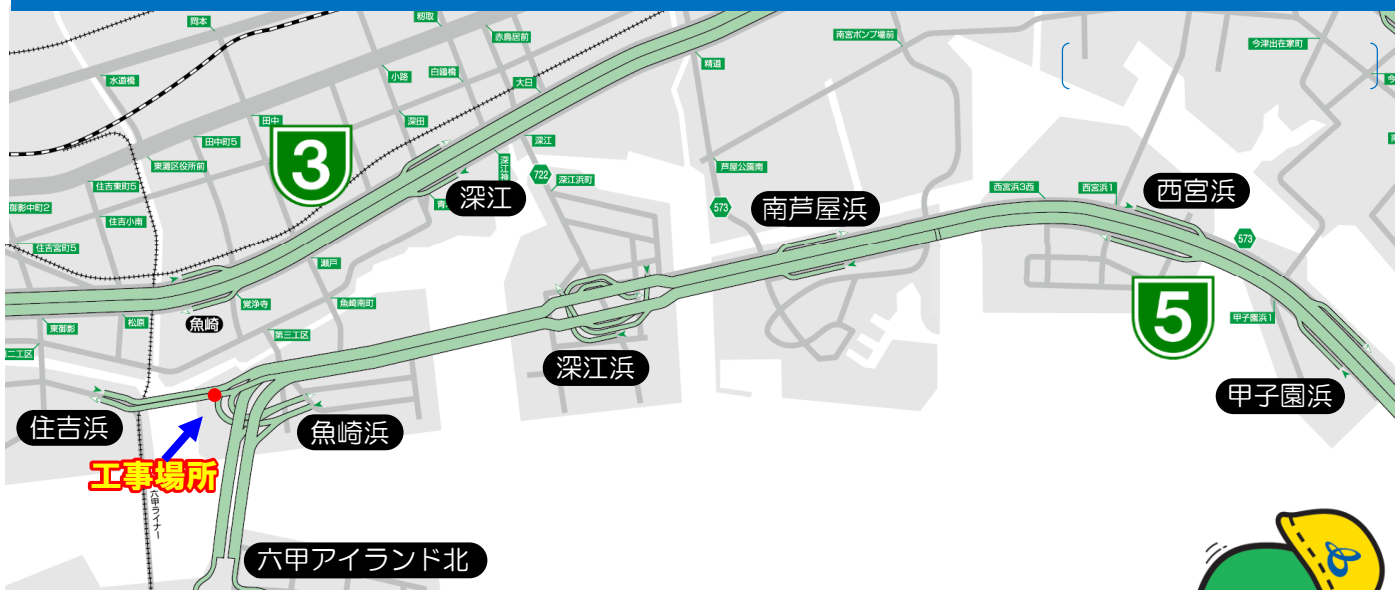 岡本
籾取
赤鳥居前
南宮ポンプ場前
今津出在家町
精道
水道橋
小路
白鴎橋
大日
田中
深田
田中町5
深江
東灘区役所前
3
722
深江浜町
芦屋公園南
住吉東町5
深江
573
南芦屋浜
西宮浜3西
西宮浜1
西宮浜
御影中町2
住吉小南
573
住吉宮町5
瀬戸
覚浄寺
魚崎南町
5
甲子園浜1
東御影
松原
魚崎
第三工区
二工区
深江浜
甲子園浜
住吉浜
魚崎浜
工事場所
六甲ライナー
六甲アイランド北